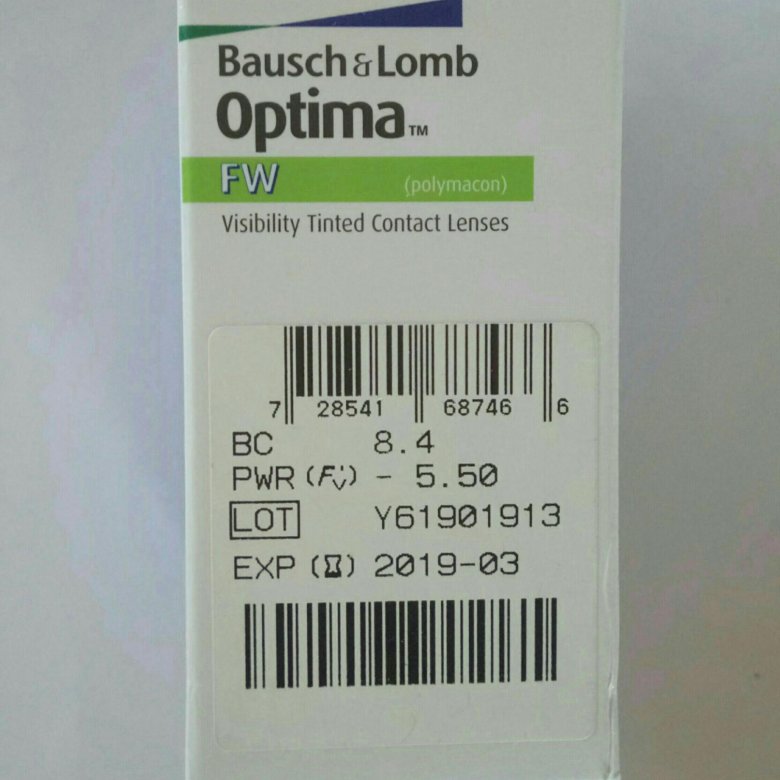 Bausch & Lomb
Optima™
FW (polymacon)
Visibility Tinted Contact Lenses
7 28541 68746 6
BC 8.4
PWR (F'v) - 5.50
LOT Y61901913
EXP (⌛) 2019-03